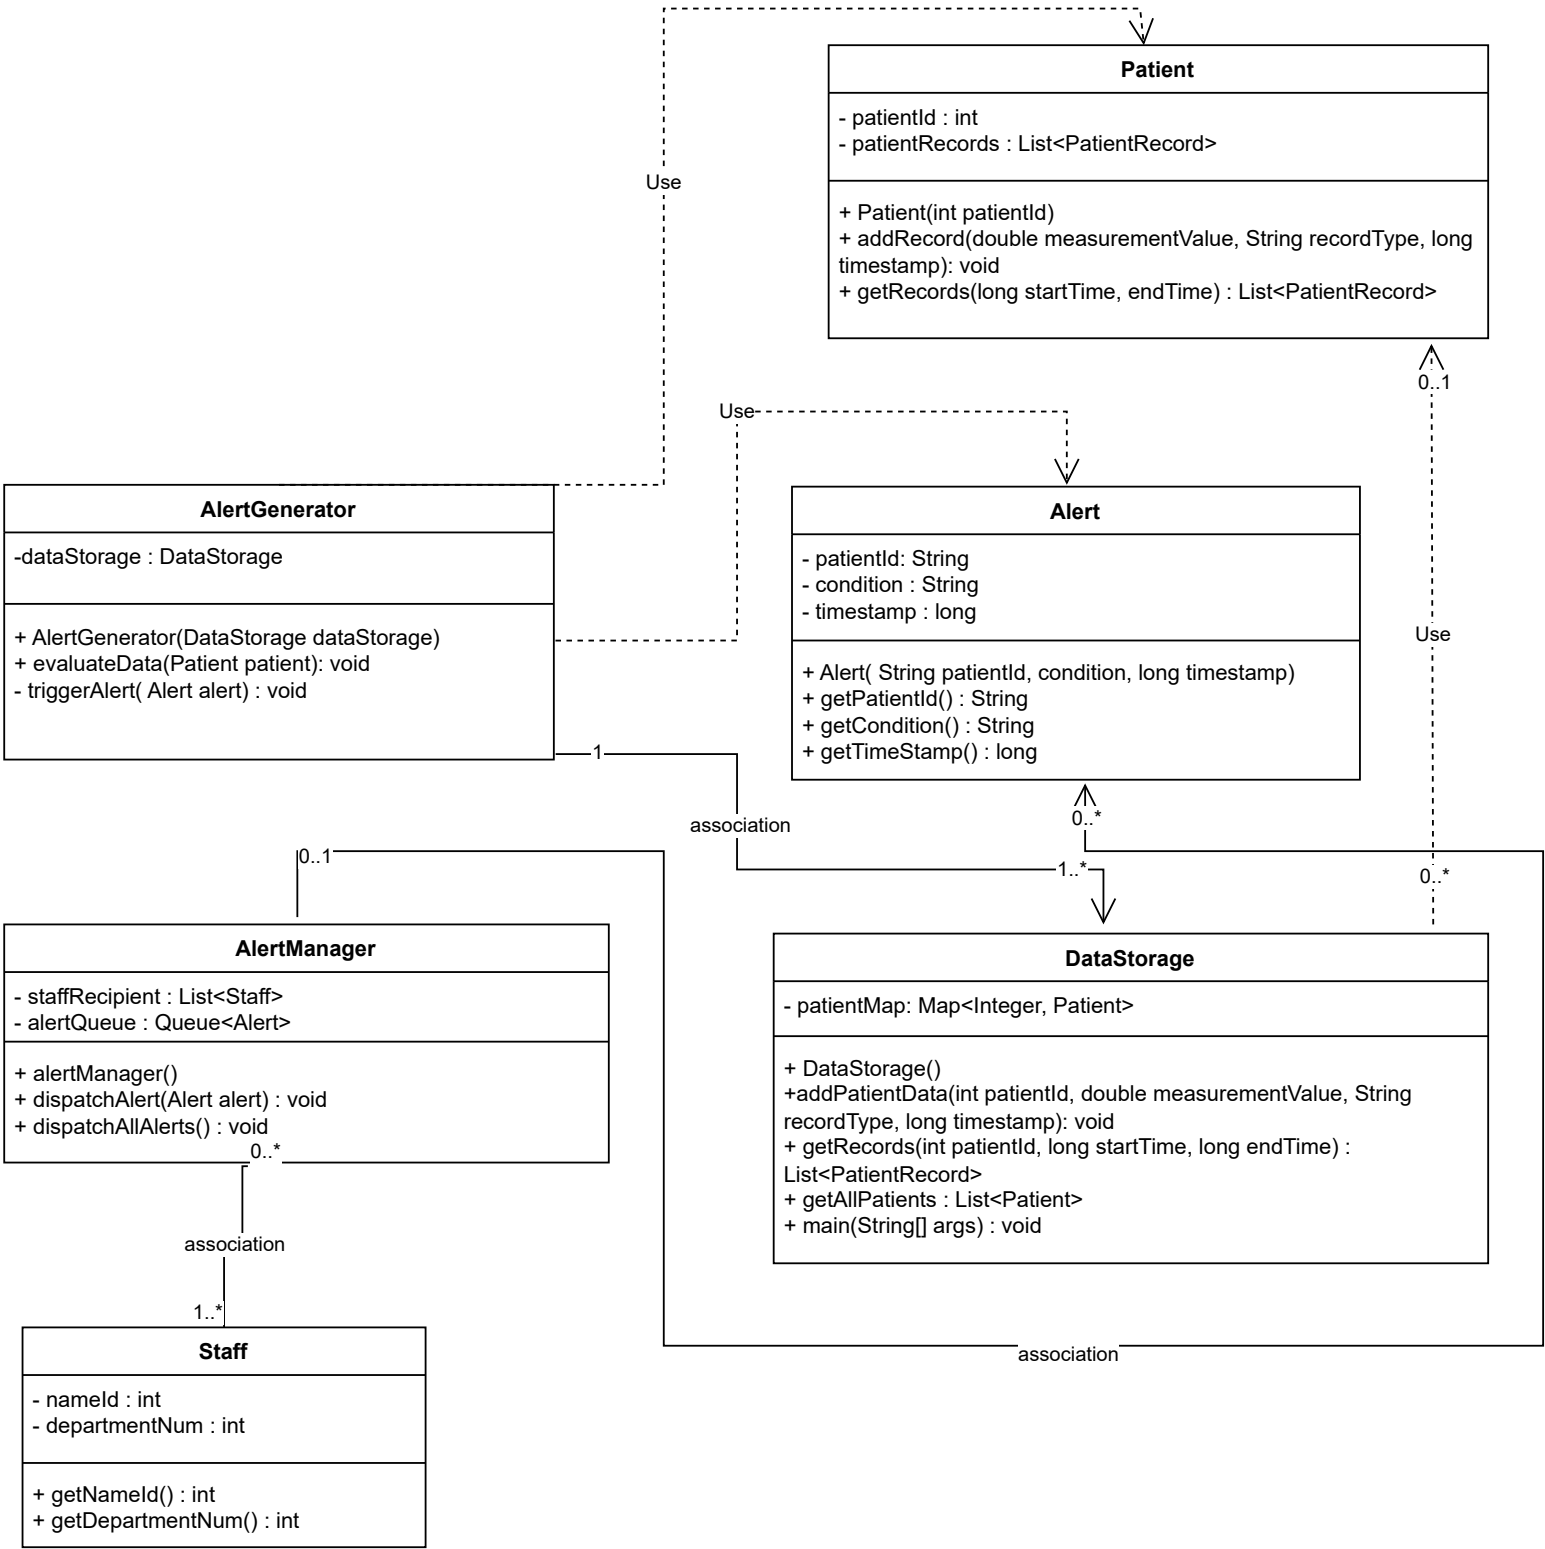 Patient
- patientId : int
- patientRecords : List<PatientRecord>
+ Patient(int patientId)
+ addRecord(double measurementValue, String recordType, long
timestamp): void
+ getRecords(long startTime, endTime) : List<PatientRecord>
Use
0..1
Use
AlertGenerator
-dataStorage : DataStorage
+ AlertGenerator(DataStorage dataStorage)
+ evaluateData(Patient patient): void
- triggerAlert( Alert alert) : void
Alert
- patientId: String
- condition : String
- timestamp : long
+ Alert( String patientId, condition, long timestamp)
+ getPatientId() : String
+ getCondition() : String
+ getTimeStamp() : long
Use
1
association
0..*
0..1
1..*
0..*
AlertManager
- staffRecipient : List<Staff>
- alertQueue : Queue<Alert>
+ alertManager()
+ dispatchAlert(Alert alert) : void
+ dispatchAllAlerts() : void
0..*
DataStorage
- patientMap: Map<Integer, Patient>
+ DataStorage()
+addPatientData(int patientId, double measurementValue, String
recordType, long timestamp): void
+ getRecords(int patientId, long startTime, long endTime) :
List<PatientRecord>
+ getAllPatients : List<Patient>
+ main(String[] args) : void
association
1..*
association
Staff
- nameId : int
- departmentNum : int
+ getNameId() : int
+ getDepartmentNum() : int